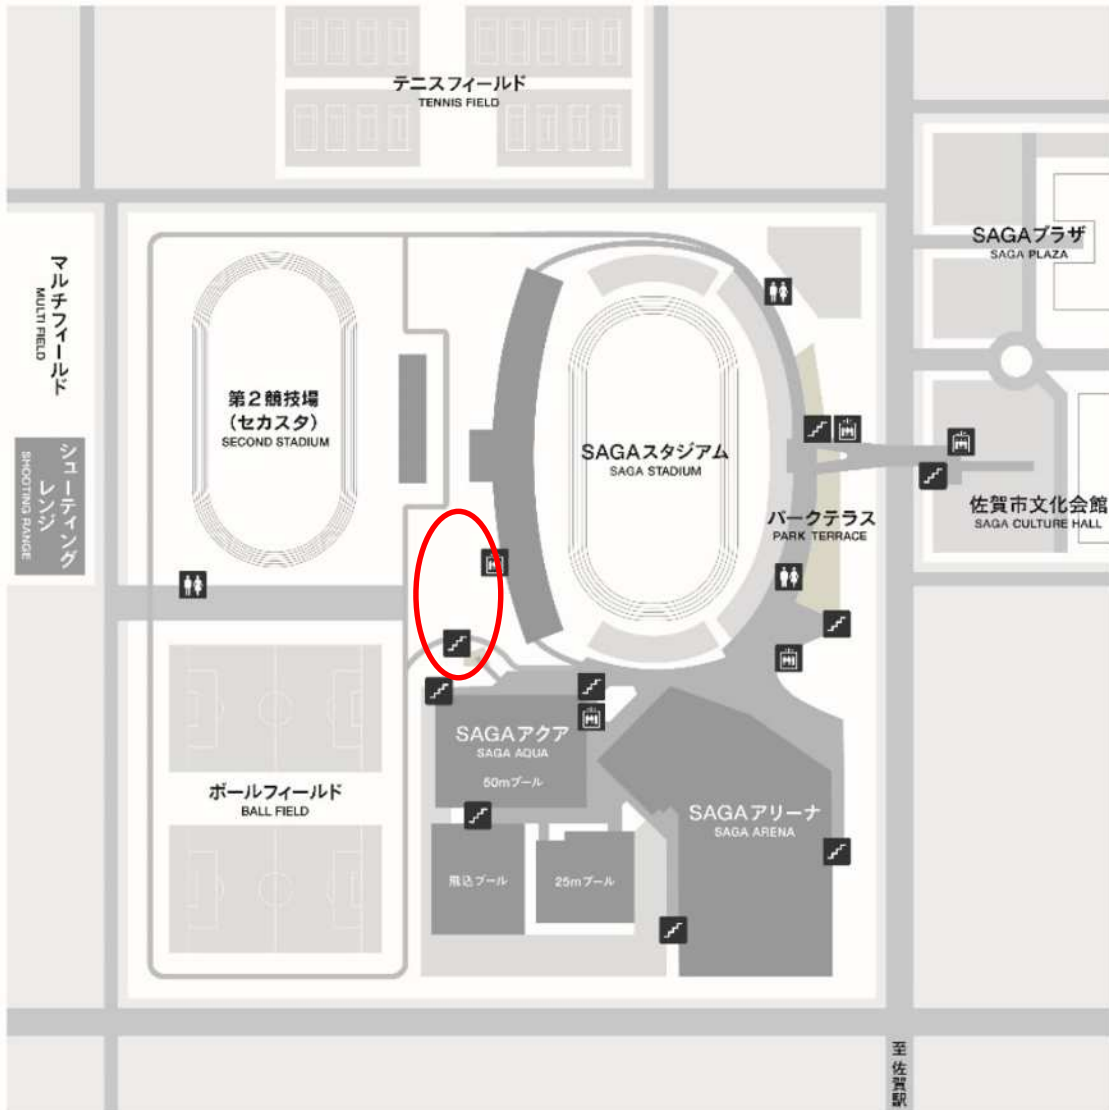 テニスフィールド
TENNIS FIELD
SAGAプラザ
SAGA PLAZA
マルチフィールド
MULTI FIELD
第2競技場
(セカスタ)
SECOND STADIUM
SAGAスタジアム
SAGA STADIUM
シューティング
レンジ
SHOOTING RANGE
パークテラス
PARK TERRACE
佐賀市文化会館
SAGA CULTURE HALL
SAGAアクア
SAGA AQUA
50mプール
ボールフィールド
BALL FIELD
SAGAアリーナ
SAGA ARENA
飛込プール
25mプール
至 佐賀駅